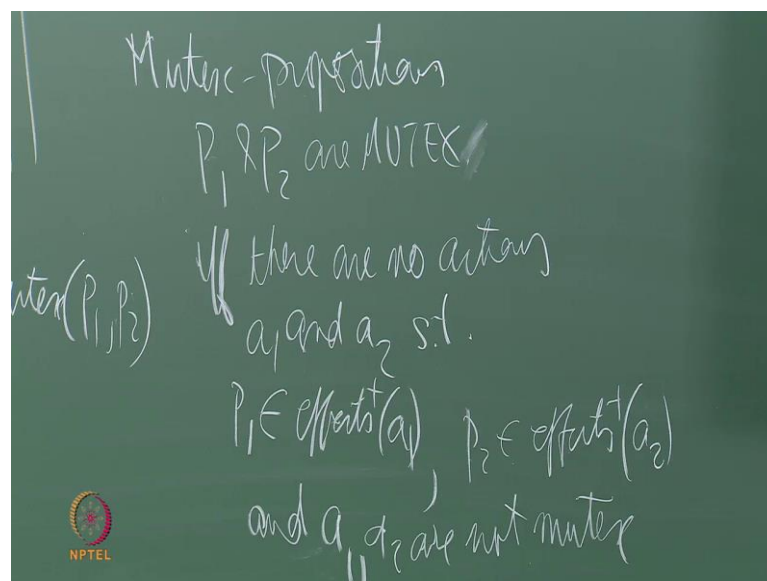 Mutex-propositions
P₁ & P₂ are MUTEX
iff there are no actions
utex(P₁,P₂)
a₁ and a₂ s.t.
P₁ ∈ effects⁺(a₁), P₂ ∈ effects⁺(a₂)
and a₁, a₂ are not mutex
NPTEL